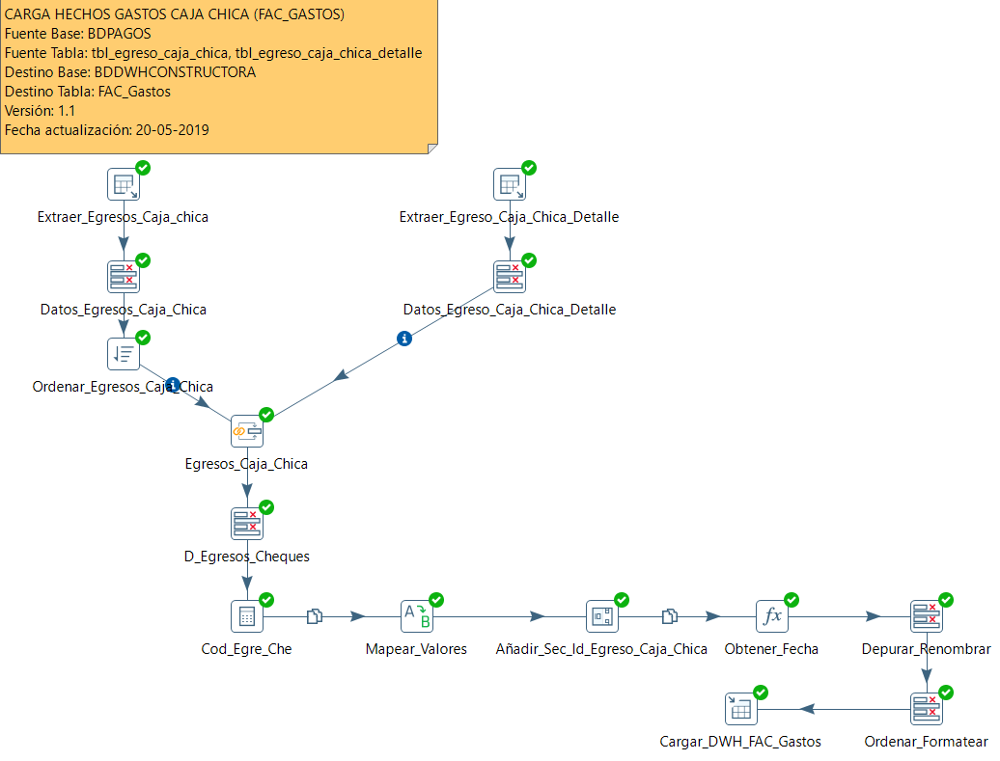 CARGA HECHOS GASTOS CAJA CHICA (FAC_GASTOS)
Fuente Base: BDPAGOS
Fuente Tabla: tbl_egreso_caja_chica, tbl_egreso_caja_chica_detalle
Destino Base: BDDWHCONSTRUCTORA
Destino Tabla: FAC_Gastos
Versión: 1.1
Fecha actualización: 20-05-2019
Extraer_Egresos_Caja_chica
Extraer_Egreso_Caja_Chica_Detalle
Datos_Egresos_Caja_Chica
Datos_Egreso_Caja_Chica_Detalle
Ordenar_Egresos_Caja_Chica
Egresos_Caja_Chica
D_Egresos_Cheques
Cod_Egre_Che
Mapear_Valores
Añadir_Sec_Id_Egreso_Caja_Chica
Obtener_Fecha
Depurar_Renombrar
Cargar_DWH_FAC_Gastos
Ordenar_Formatear